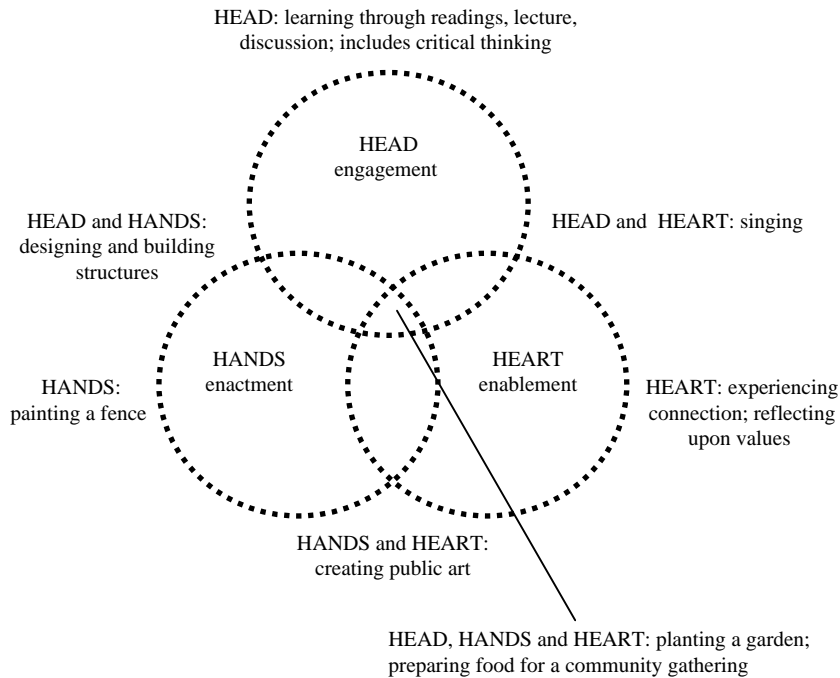 HEAD: learning through readings, lecture,
discussion; includes critical thinking
HEAD
engagement
HEAD and HANDS:
designing and building
structures
HEAD and HEART: singing
HANDS
enactment
HEART
enablement
HANDS:
painting a fence
HEART: experiencing
connection; reflecting
upon values
HANDS and HEART:
creating public art
HEAD, HANDS and HEART: planting a garden;
preparing food for a community gathering